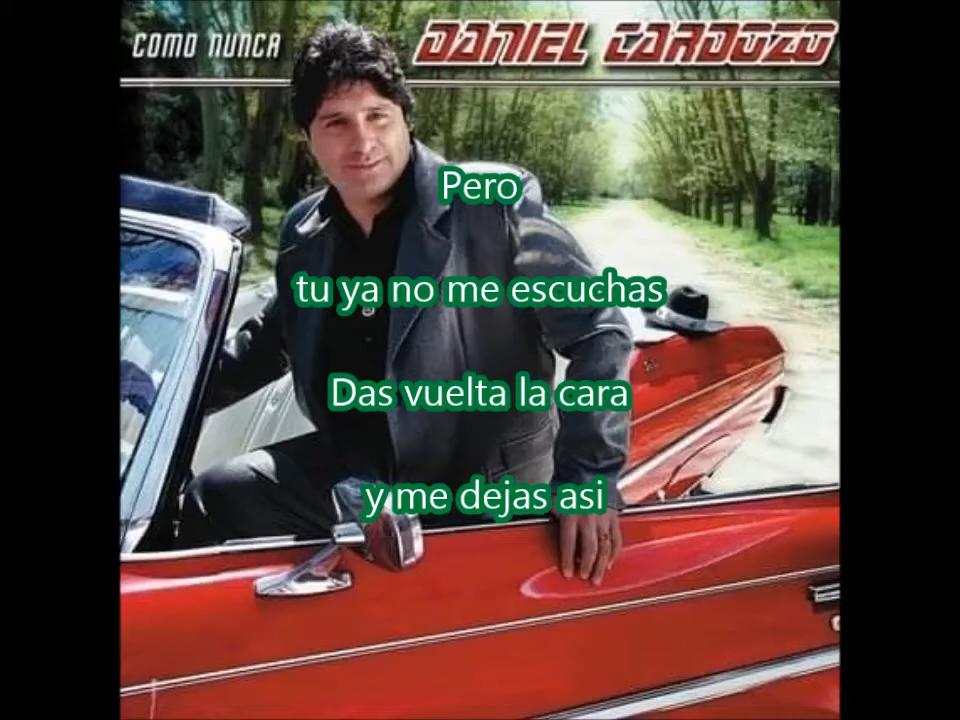 COMO NUNCA
DANIEL CARDOZO
Pero
tu ya no me escuchas
Das vuelta la cara
y me dejas asi